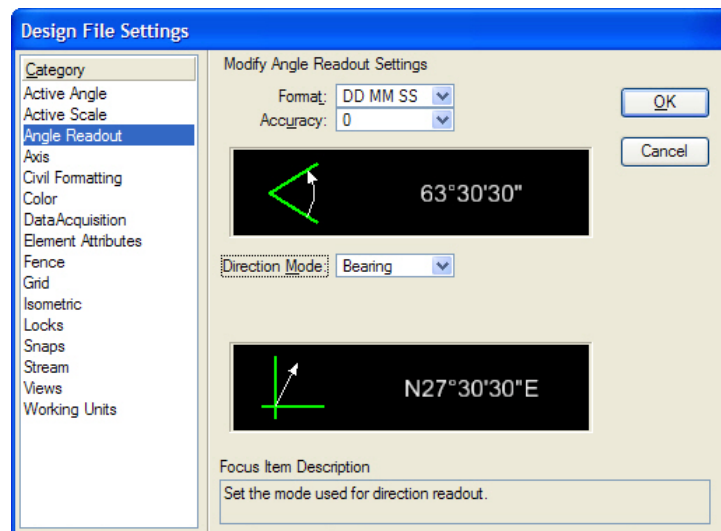 Design File Settings
Category
Active Angle
Active Scale
Angle Readout
Axis
Civil Formatting
Color
DataAcquisition
Element Attributes
Fence
Grid
Isometric
Locks
Snaps
Stream
Views
Working Units
Modify Angle Readout Settings
Format: DD MM SS
Accuracy: 0
63°30'30"
Direction Mode: Bearing
N27°30'30"E
Focus Item Description
Set the mode used for direction readout.
OK
Cancel